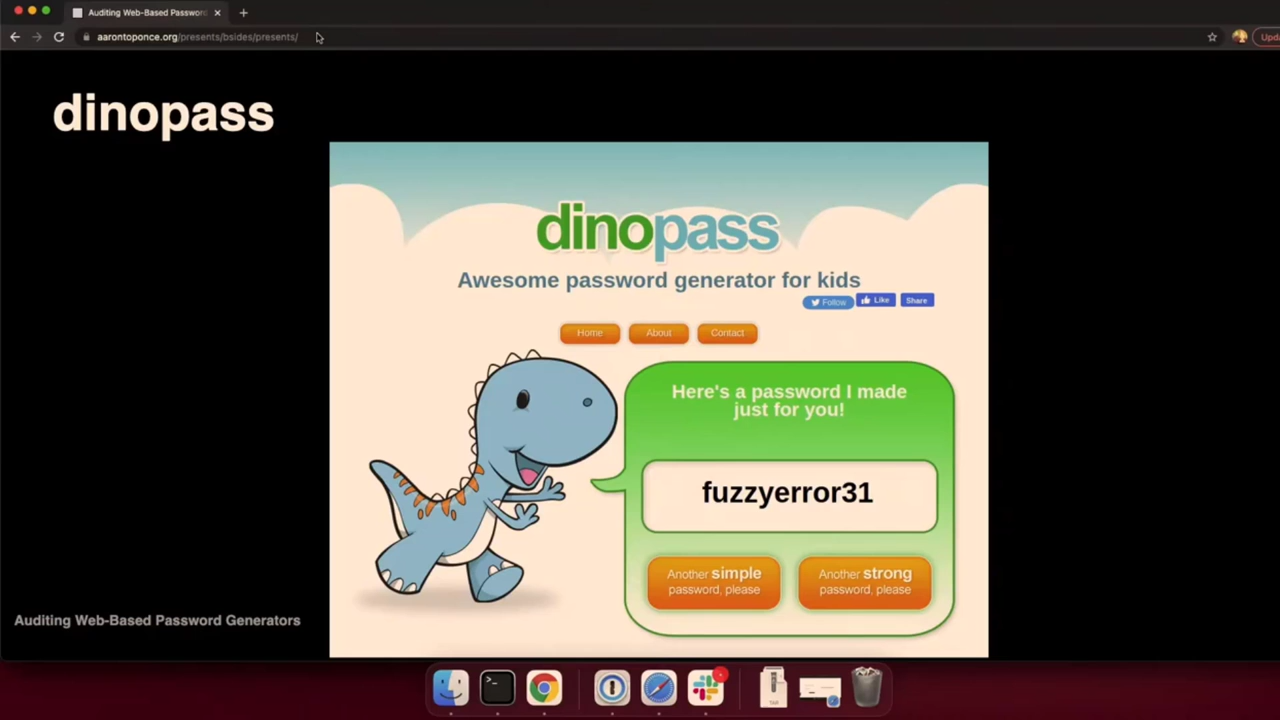 Auditing Web-Based Password
aarontoponce.org/presents/bsides/presents/
dinopass
dinopass
Awesome password generator for kids
Follow
Like
Share
Home
About
Contact
Here's a password I made
just for you!
fuzzyerror31
Another simple
password, please
Another strong
password, please
Auditing Web-Based Password Generators